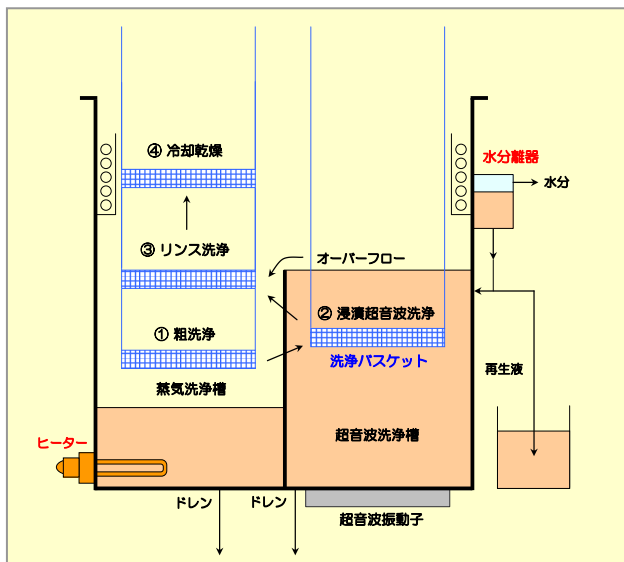 ④ 冷却乾燥
水分離器
水分
③ リンス洗浄
オーバーフロー
② 浸漬超音波洗浄
① 粗洗浄
洗浄バスケット
再生液
蒸気洗浄槽
超音波洗浄槽
ヒーター
ドレン
ドレン
超音波振動子